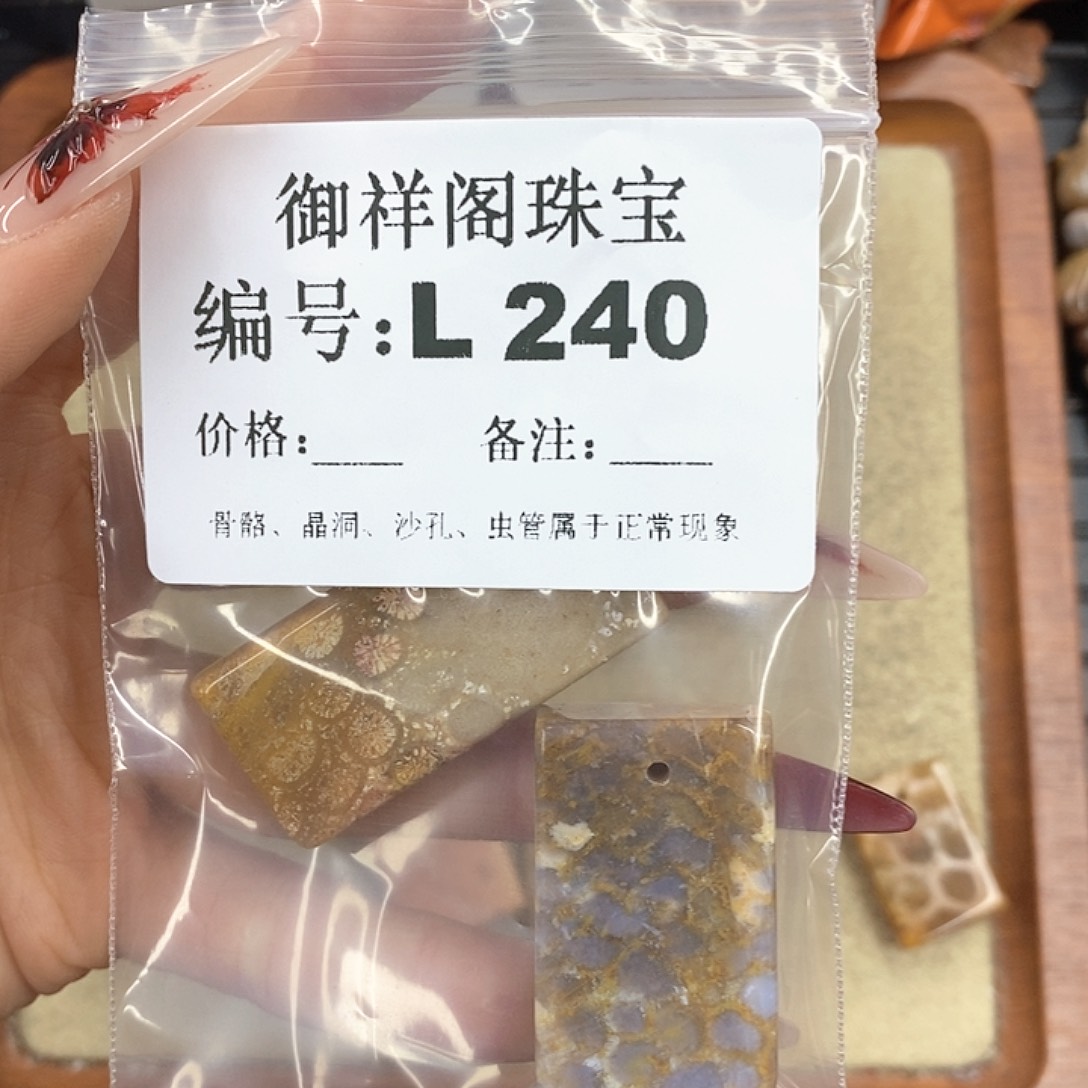 御祥阁珠宝
编号:L 240
价格:____ 备注:____
骨骼、晶洞、沙孔、虫管属于正常现象